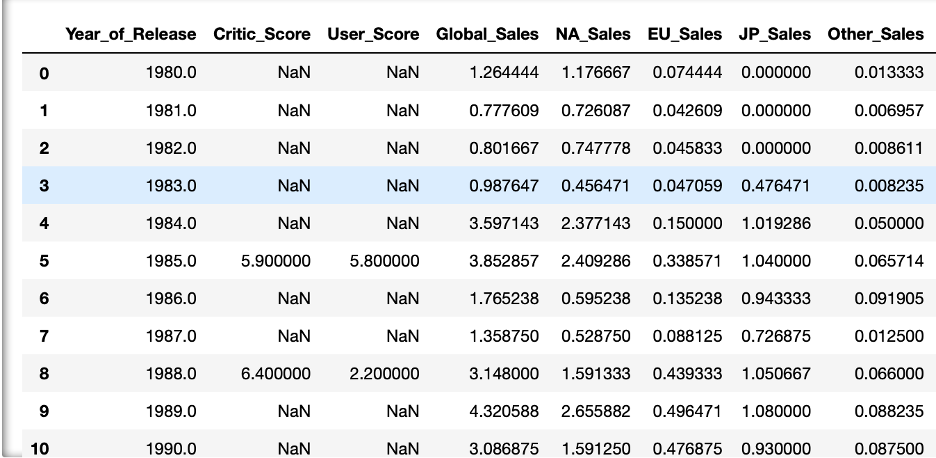 Year_of_Release Critic_Score User_Score Global_Sales NA_Sales EU_Sales JP_Sales Other_Sales
0 1980.0 NaN NaN 1.264444 1.176667 0.074444 0.000000 0.013333
1 1981.0 NaN NaN 0.777609 0.726087 0.042609 0.000000 0.006957
2 1982.0 NaN NaN 0.801667 0.747778 0.045833 0.000000 0.008611
3 1983.0 NaN NaN 0.987647 0.456471 0.047059 0.476471 0.008235
4 1984.0 NaN NaN 3.597143 2.377143 0.150000 1.019286 0.050000
5 1985.0 5.900000 5.800000 3.852857 2.409286 0.338571 1.040000 0.065714
6 1986.0 NaN NaN 1.765238 0.595238 0.135238 0.943333 0.091905
7 1987.0 NaN NaN 1.358750 0.528750 0.088125 0.726875 0.012500
8 1988.0 6.400000 2.200000 3.148000 1.591333 0.439333 1.050667 0.066000
9 1989.0 NaN NaN 4.320588 2.655882 0.496471 1.080000 0.088235
10 1990.0 NaN NaN 3.086875 1.591250 0.476875 0.930000 0.087500